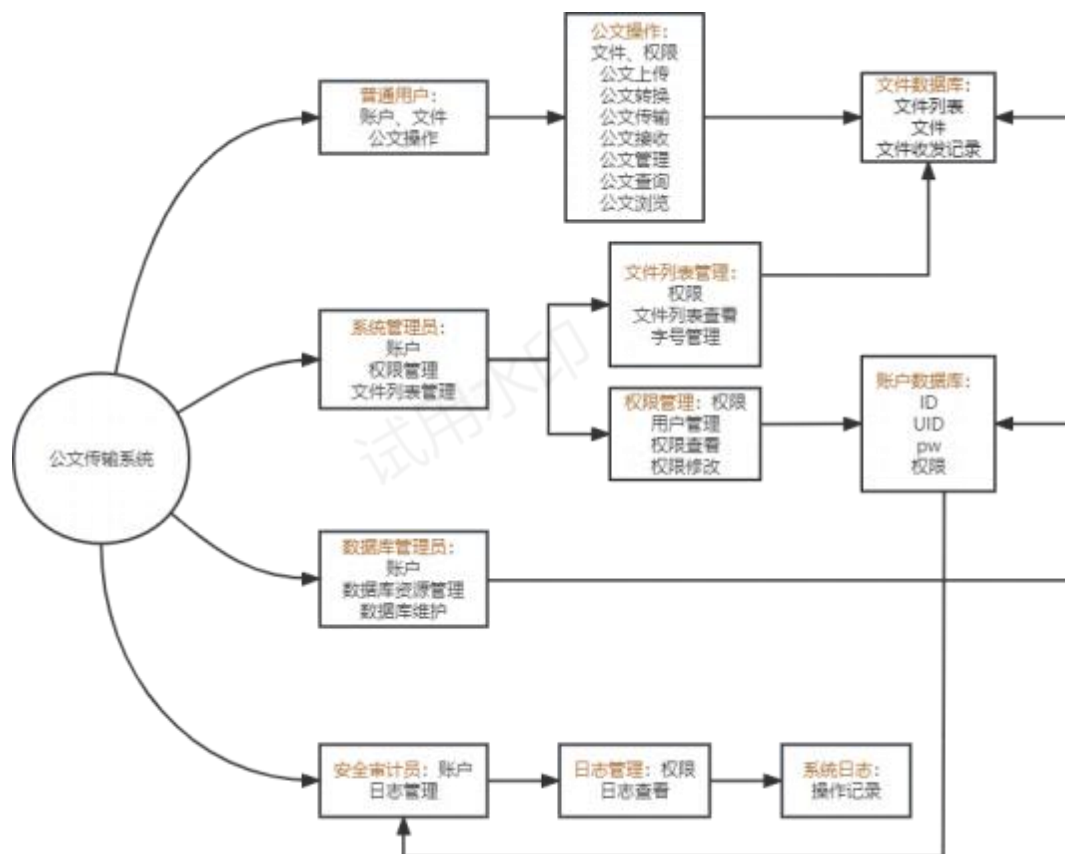 公文传输系统
普通用户：
账户、文件
公文操作
公文操作：
文件、权限
公文上传
公文转换
公文传输
公文接收
公文管理
公文查询
公文浏览
文件数据库：
文件列表
文件
文件收发记录
系统管理员：
账户
权限管理
文件列表管理
文件列表管理：
权限
文件列表查看
字号管理
权限管理：权限
用户管理
权限查看
权限修改
账户数据库：
ID
UID
pw
权限
数据库管理员：
账户
数据库资源管理
数据库维护
安全审计员：账户
日志管理
日志管理：权限
日志查看
系统日志：
操作记录
试用水印